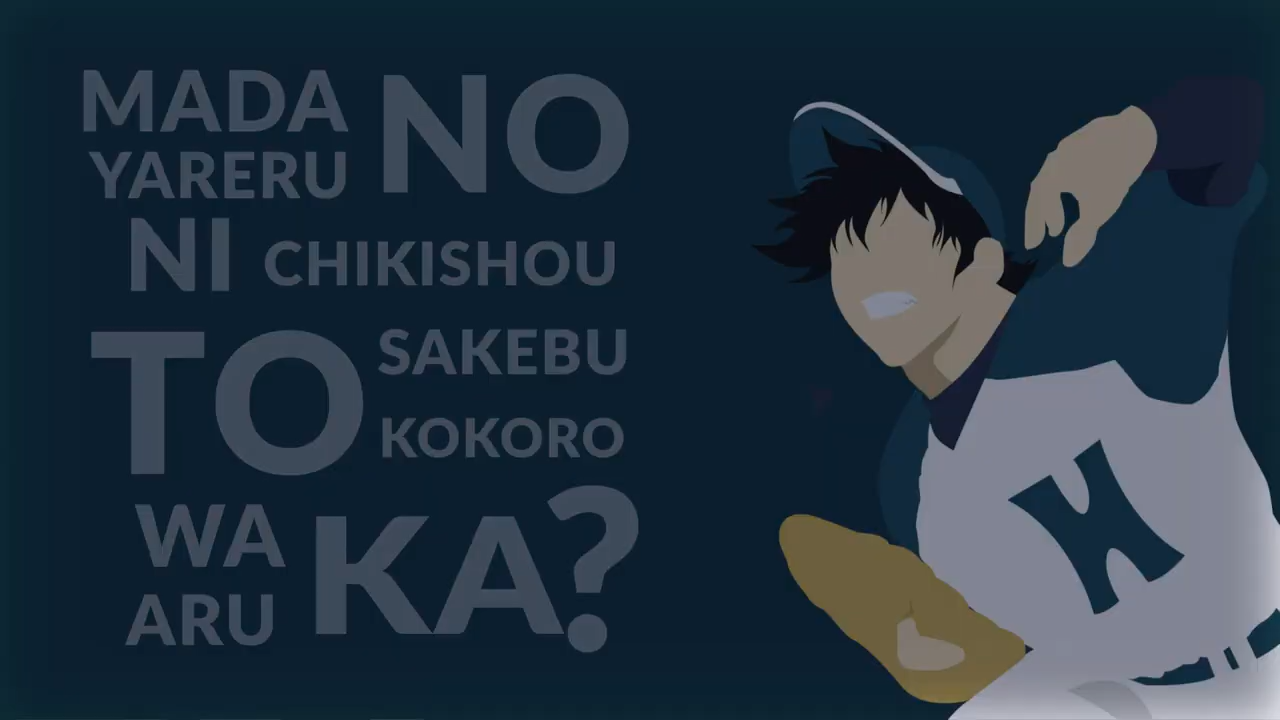 MADA
YARERU
NO
NI CHIKISHOU
TO
SAKEBU
KOKORO
WA
ARU
KA?
H